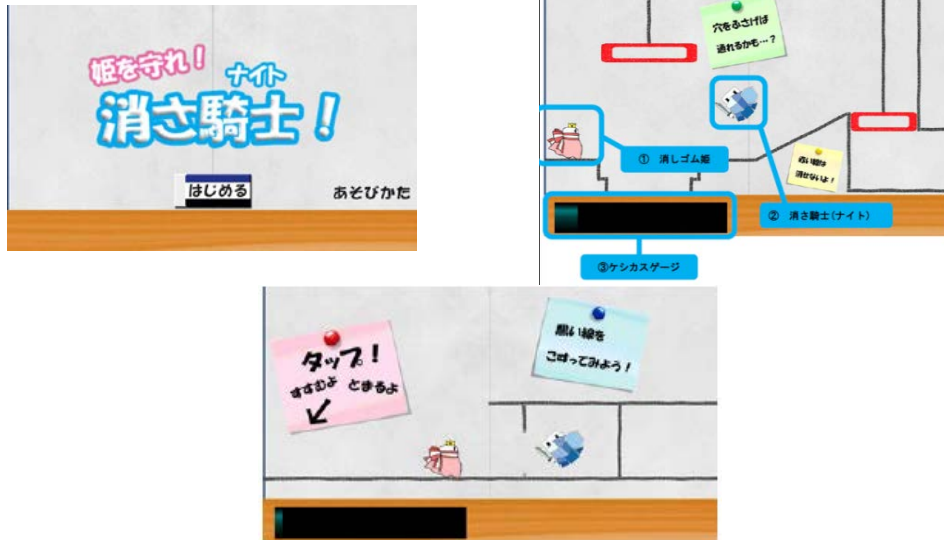 姫を守れ！
ナイト
消さ騎士！
はじめる
あそびかた
穴をふさげば
通れるかも…？
① 消しゴム姫
赤い線は
消せないよ！
② 消さ騎士(ナイト)
③ケシカスゲージ
タップ！
すすむよ とまるよ
黒い線を
こすってみよう！